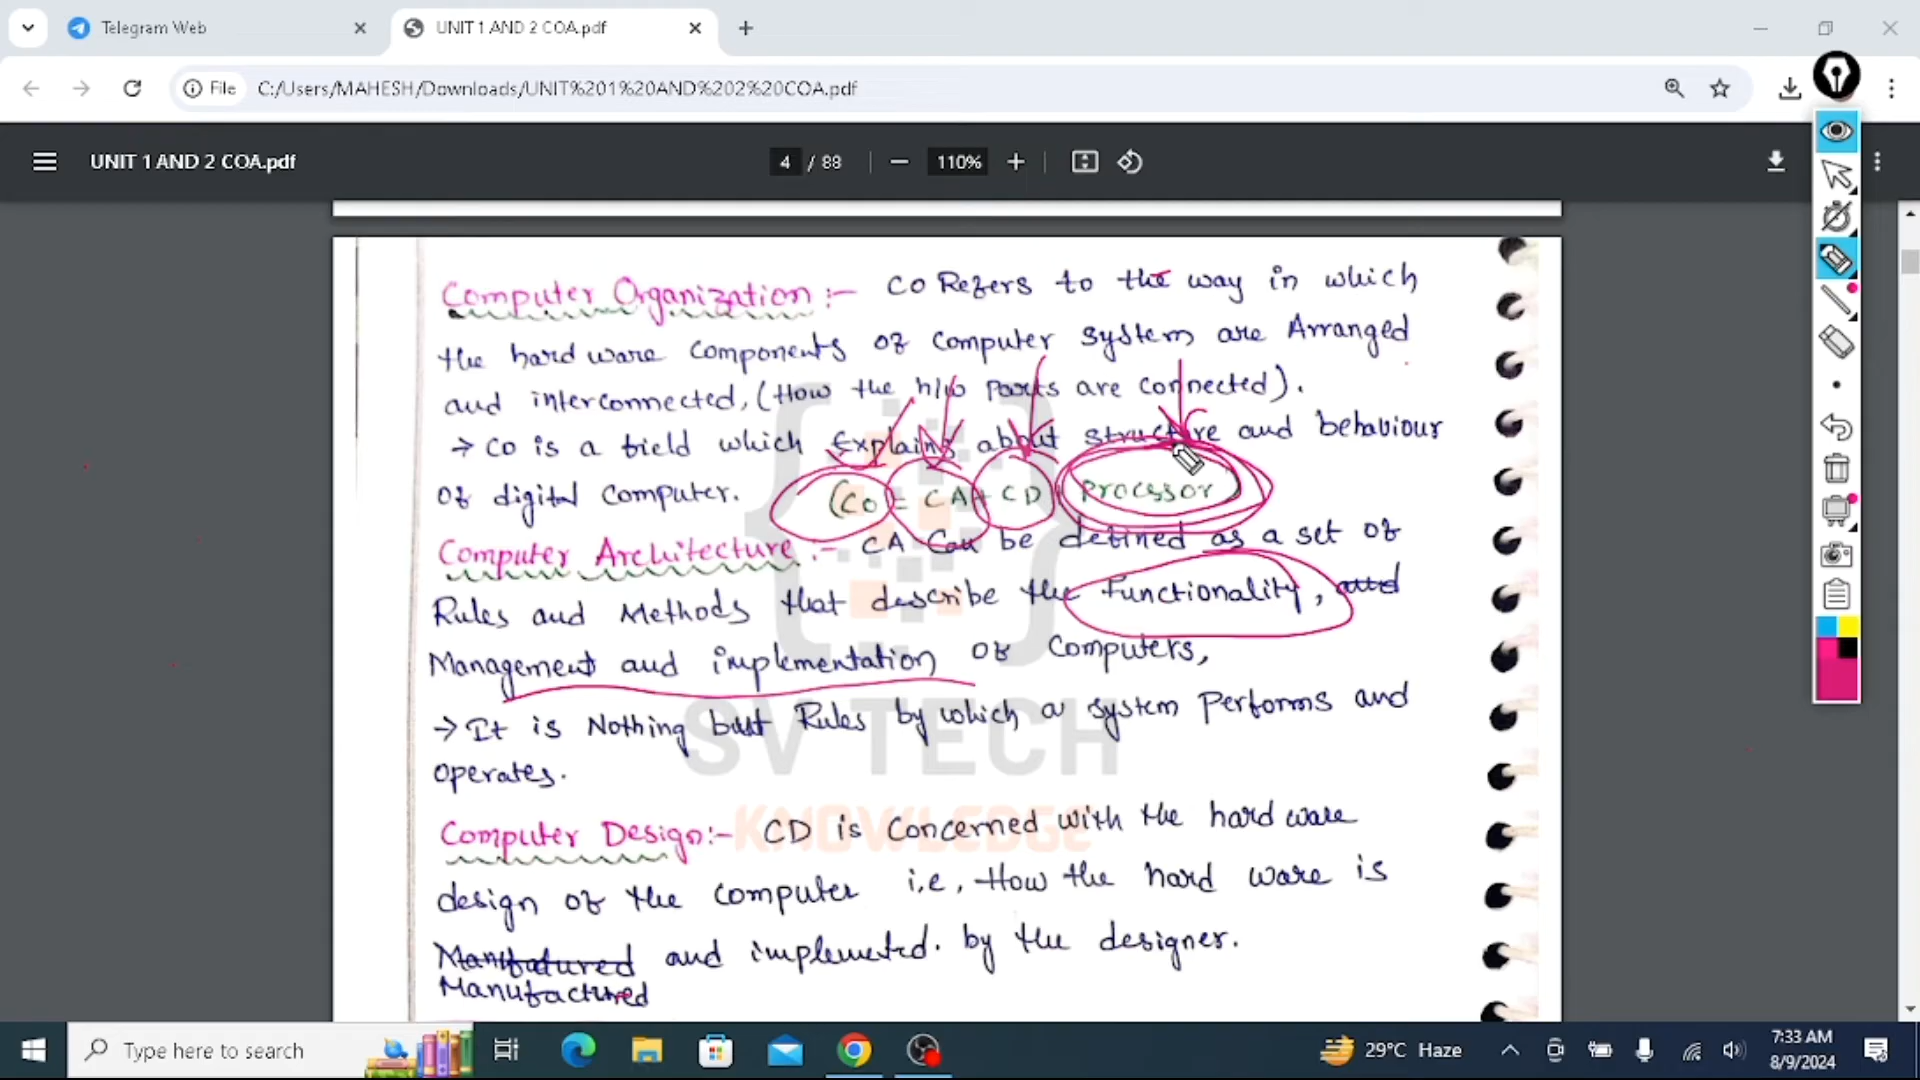 Telegram Web
UNIT 1 AND 2 COA.pdf
File
C:/Users/MAHESH/Downloads/UNIT%201%20AND%202%20COA.pdf
UNIT 1 AND 2 COA.pdf
4 / 88
110%
Computer Organization :- CO Refers to the way in which
the hard ware components of computer system are Arranged
and interconnected, (How the h/w parts are connected).
→ CO is a field which Explains about structure and behaviour
of digital computer. (CO = CA + CD + Procssor)
Computer Architecture :- CA Can be defined as a set of
Rules and Methods that describe the functionality, and
Management and implementation of Computers,
→ It is Nothing but Rules by which a system Performs and
operates.
Computer Design:- CD is Concerned with the hard ware
design of the computer i.e, How the hard ware is
Manufatured and implemeted. by the designer.
Manufactured
SV TECH
KNOWLEDGE
Type here to search
29°C Haze
7:33 AM
8/9/2024